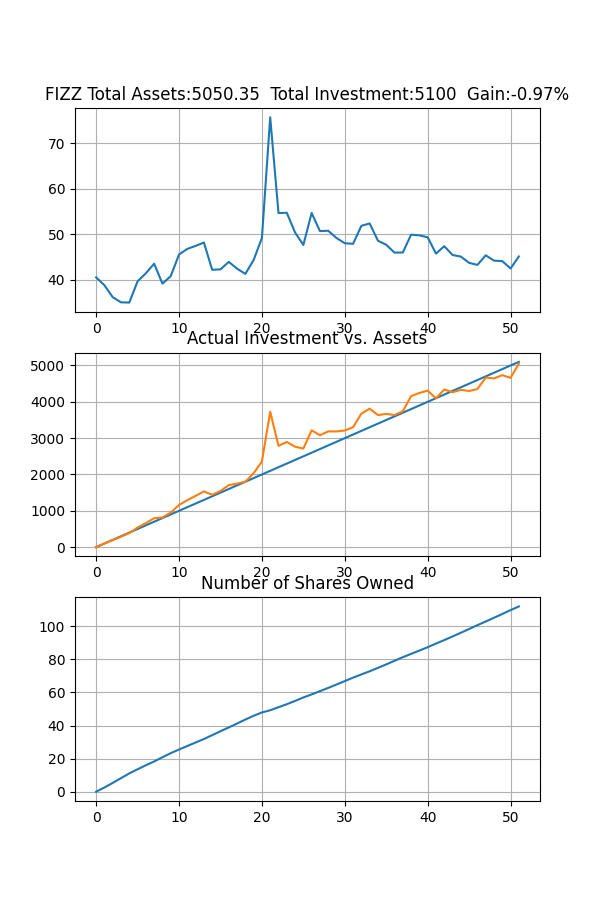 FIZZ Total Assets:5050.35  Total Investment:5100  Gain:-0.97%
70
60
50
40
0 10 20 30 40 50
Actual Investment vs. Assets
5000
4000
3000
2000
1000
0
0 10 20 30 40 50
Number of Shares Owned
100
80
60
40
20
0
0 10 20 30 40 50